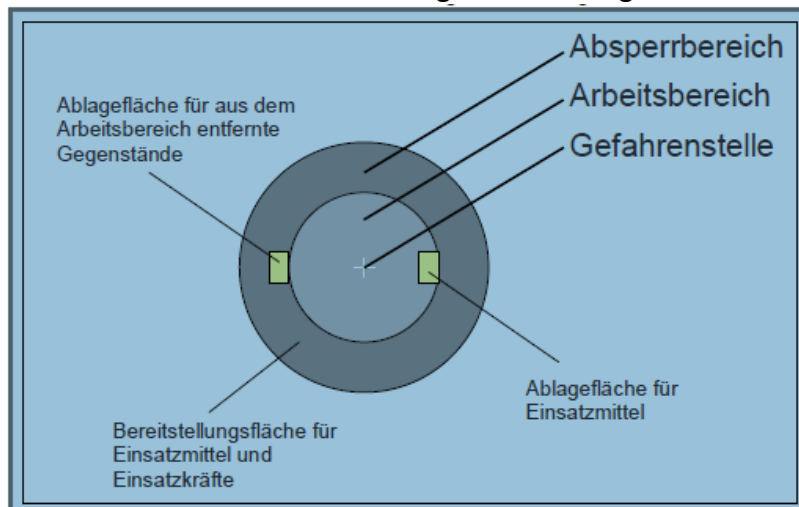 Absperrbereich
Arbeitsbereich
Gefahrenstelle
Ablagefläche für aus dem
Arbeitsbereich entfernte
Gegenstände
Ablagefläche für
Einsatzmittel
Bereitstellungsfläche für
Einsatzmittel und
Einsatzkräfte